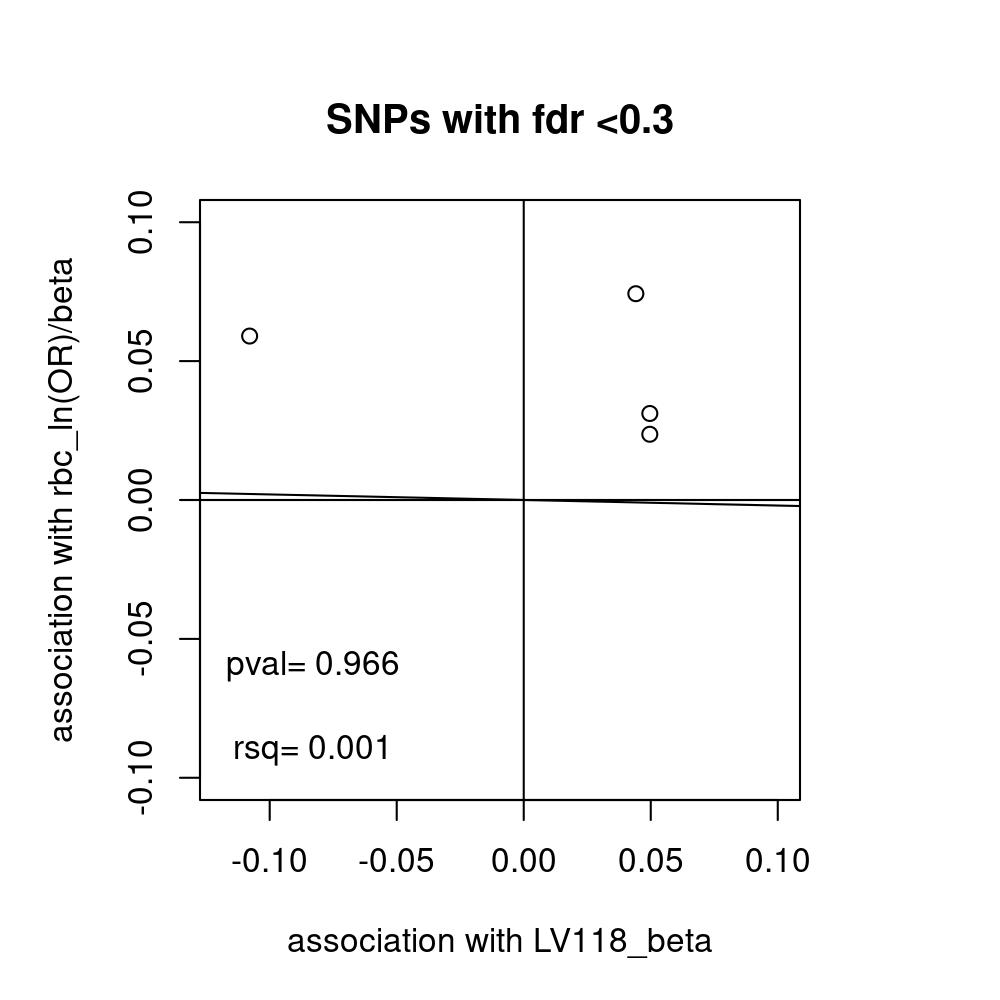 SNPs with fdr <0.3
association with rbc_ln(OR)/beta
0.10
0.05
0.00
-0.05
-0.10
pval= 0.966
rsq= 0.001
-0.10 -0.05 0.00 0.05 0.10
association with LV118_beta